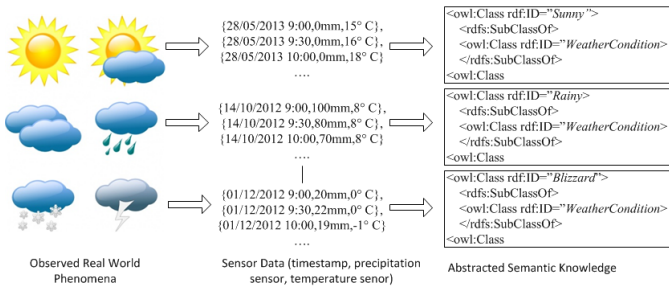 {28/05/2013 9:00,0mm,15° C},
{28/05/2013 9:30,0mm,16° C},
{28/05/2013 10:00,0mm,18° C}
....
<owl:Class rdf:ID="Sunny">
<rdfs:SubClassOf>
<owl:Class rdf:ID="WeatherCondition>
</rdfs:SubClassOf>
<owl:Class
{14/10/2012 9:00,100mm,8° C},
{14/10/2012 9:30,80mm,8° C},
{14/10/2012 10:00,70mm,8° C}
....
<owl:Class rdf:ID="Rainy>
<rdfs:SubClassOf>
<owl:Class rdf:ID="WeatherCondition>
</rdfs:SubClassOf>
<owl:Class
{01/12/2012 9:00,20mm,0° C},
{01/12/2012 9:30,22mm,0° C},
{01/12/2012 10:00,19mm,-1° C}
....
<owl:Class rdf:ID="Blizzard">
<rdfs:SubClassOf>
<owl:Class rdf:ID="WeatherCondition>
</rdfs:SubClassOf>
<owl:Class
Observed Real World
Phenomena
Sensor Data (timestamp, precipitation
sensor, temperature senor)
Abstracted Semantic Knowledge